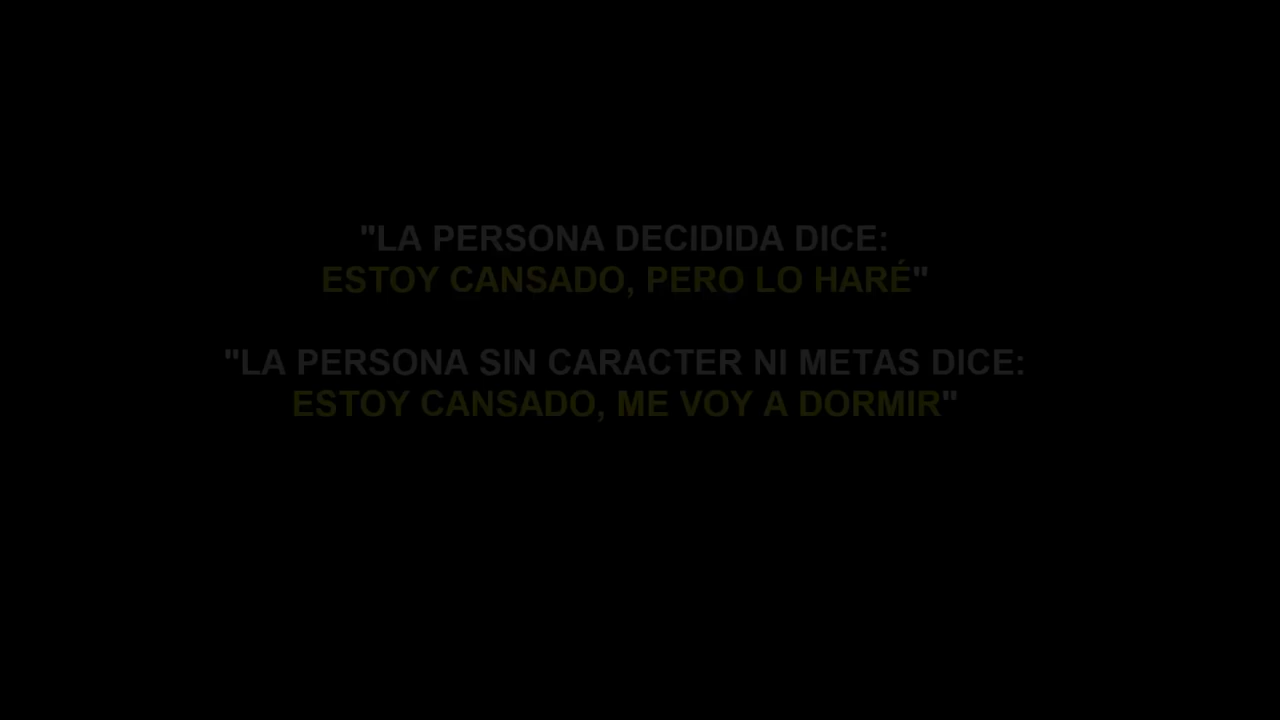 "LA PERSONA DECIDIDA DICE:
ESTOY CANSADO, PERO LO HARÉ"
"LA PERSONA SIN CARACTER NI METAS DICE:
ESTOY CANSADO, ME VOY A DORMIR"